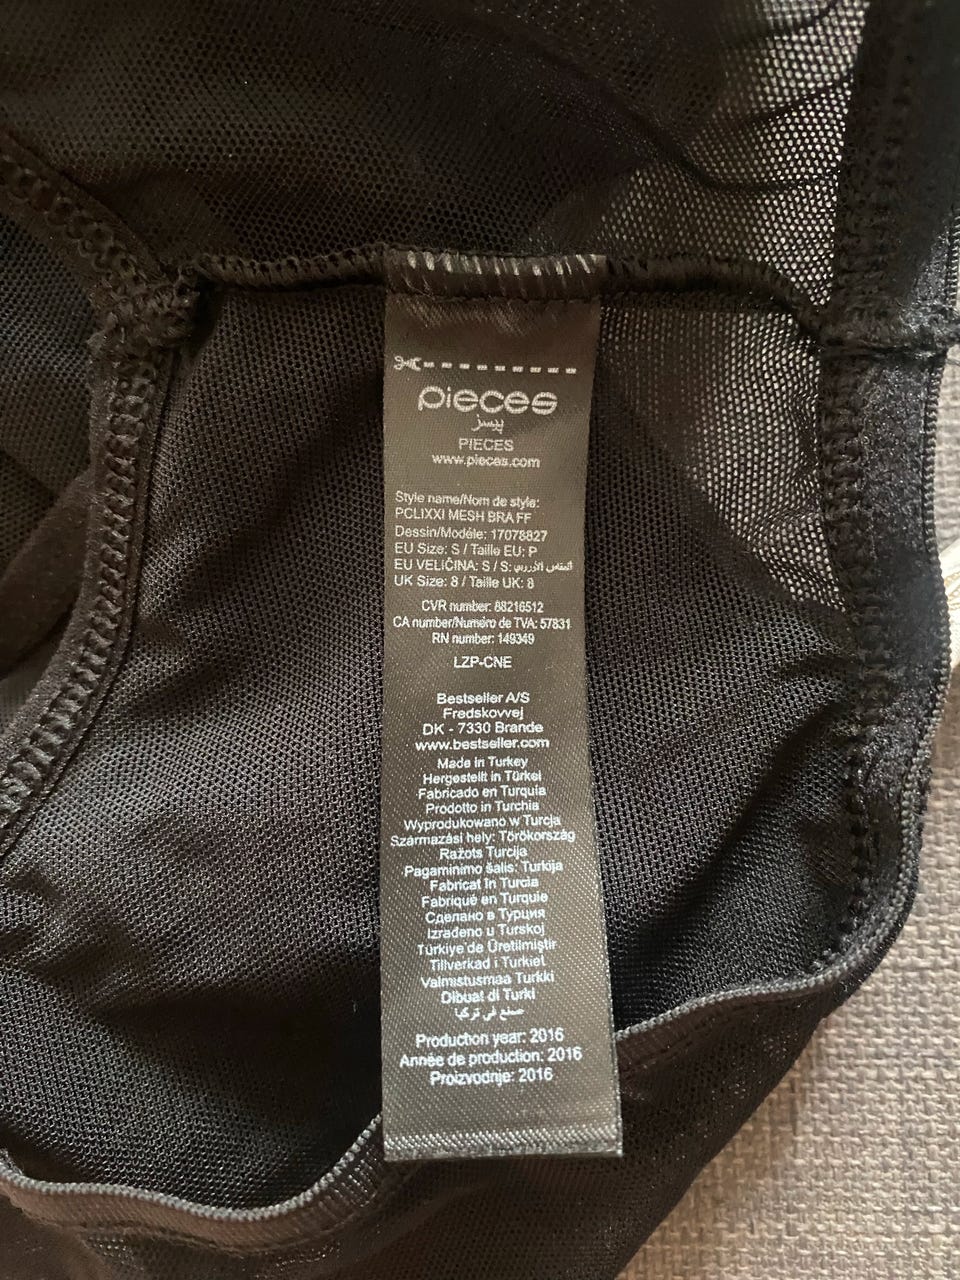 pieces
پیسز
PIECES
www.pieces.com
Style name/Nom de style:
PCLIXXI MESH BRA FF
Dessin/Modéle: 17078827
EU Size: S / Taille EU: P
EU VELIČINA: S / S: المقاس الأوروبي
UK Size: 8 / Taille UK: 8
CVR number: 88216512
CA number/Numéro de TVA: 57831
RN number: 149349
LZP-CNE
Bestseller A/S
Fredskovvej
DK - 7330 Brande
www.bestseller.com
Made in Turkey
Hergestellt in Türkei
Fabricado en Turquía
Prodotto in Turchia
Wyprodukowano w Turcja
Származási hely: Törökország
Ražots Turcija
Pagaminimo šalis: Turkija
Fabricat în Turcia
Fabriqué en Turquie
Сделано в Турция
Izrađeno u Turskoj
Türkiye'de Üretilmiştir
Tillverkad i Turkiet
Valmistusmaa Turkki
Dibuat di Turki
صنع في تركيا
Production year: 2016
Année de production: 2016
Proizvodnje: 2016